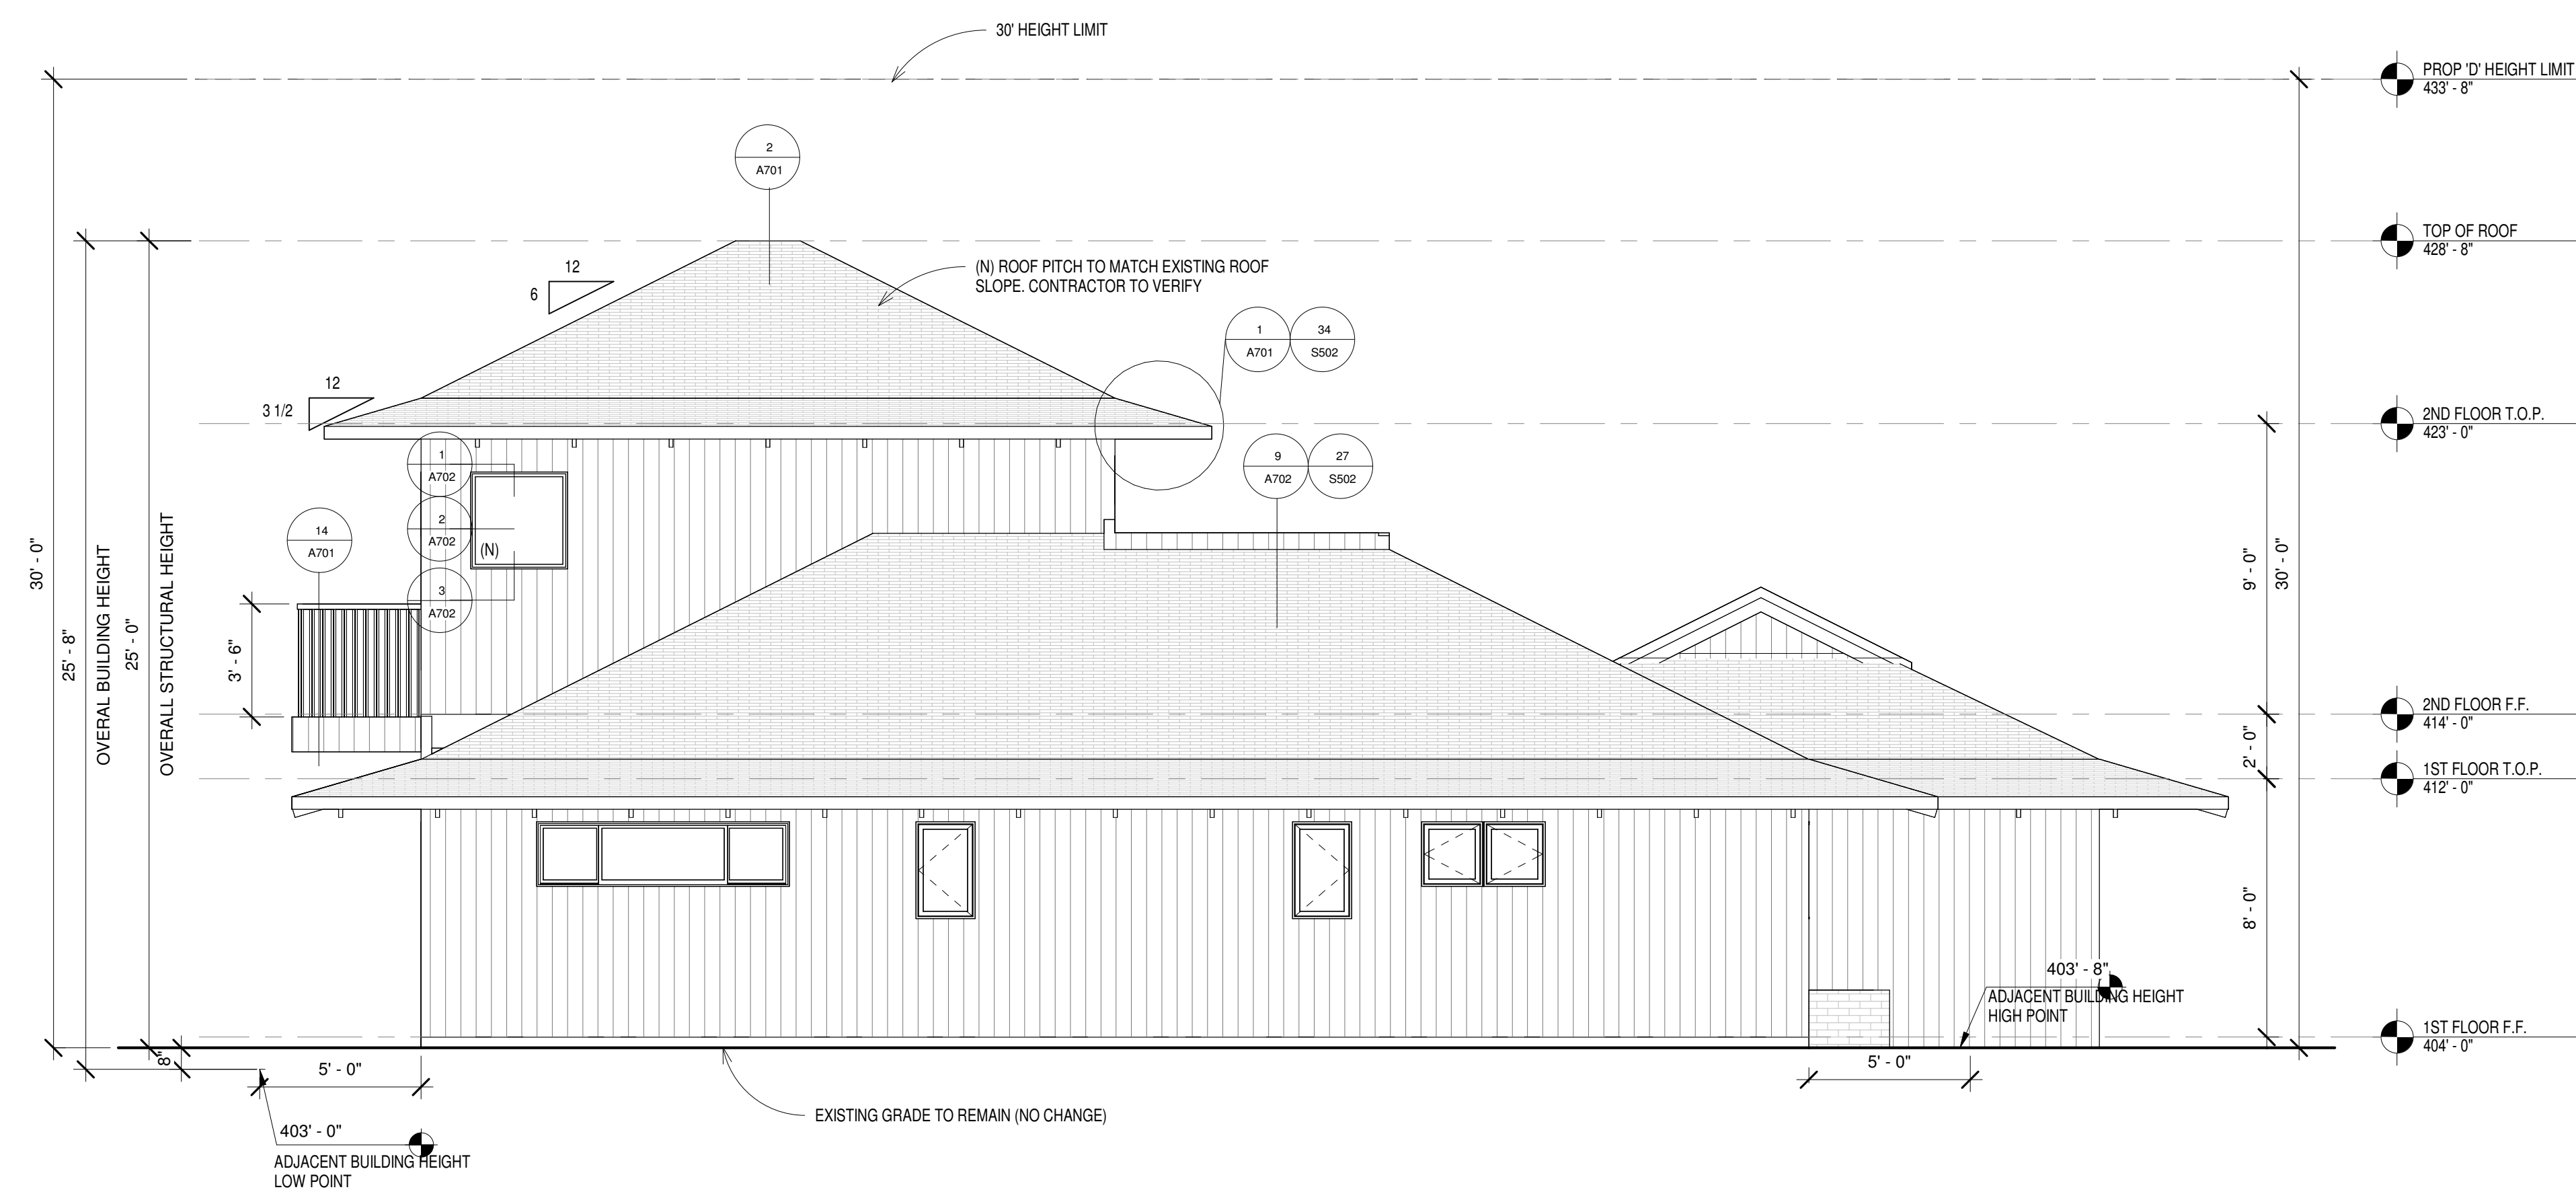 30' HEIGHT LIMIT
PROP 'D' HEIGHT LIMIT
433' - 8"
2
A701
TOP OF ROOF
428' - 8"
12
6
(N) ROOF PITCH TO MATCH EXISTING ROOF
SLOPE. CONTRACTOR TO VERIFY
1
A701
34
S502
12
3 1/2
2ND FLOOR T.O.P.
423' - 0"
1
A702
2
A702
(N)
3
A702
9
A702
27
S502
14
A701
30' - 0"
25' - 8"
OVERAL BUILDING HEIGHT
25' - 0"
OVERALL STRUCTURAL HEIGHT
3' - 6"
9' - 0"
30' - 0"
2ND FLOOR F.F.
414' - 0"
2' - 0"
1ST FLOOR T.O.P.
412' - 0"
8' - 0"
403' - 8"
ADJACENT BUILDING HEIGHT
HIGH POINT
1ST FLOOR F.F.
404' - 0"
8"
5' - 0"
5' - 0"
EXISTING GRADE TO REMAIN (NO CHANGE)
403' - 0"
ADJACENT BUILDING HEIGHT
LOW POINT